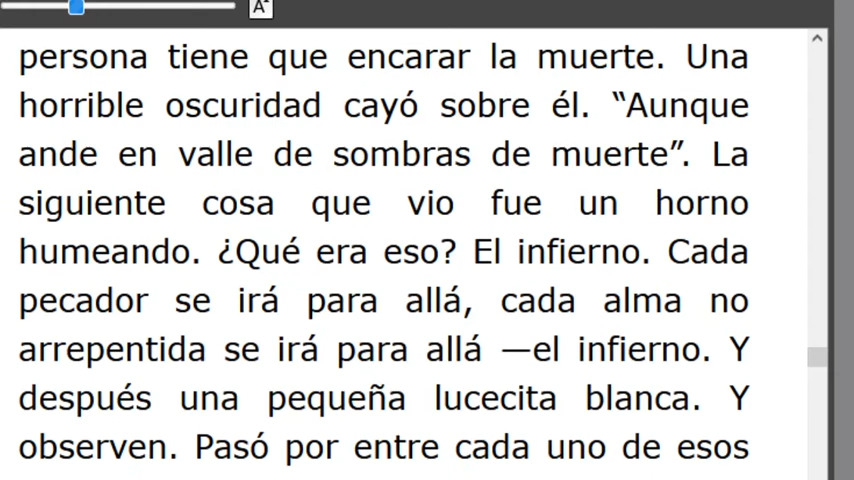 A
persona tiene que encarar la muerte. Una
horrible oscuridad cayó sobre él. “Aunque
ande en valle de sombras de muerte”. La
siguiente cosa que vio fue un horno
humeando. ¿Qué era eso? El infierno. Cada
pecador se irá para allá, cada alma no
arrepentida se irá para allá —el infierno. Y
después una pequeña lucecita blanca. Y
observen. Pasó por entre cada uno de esos